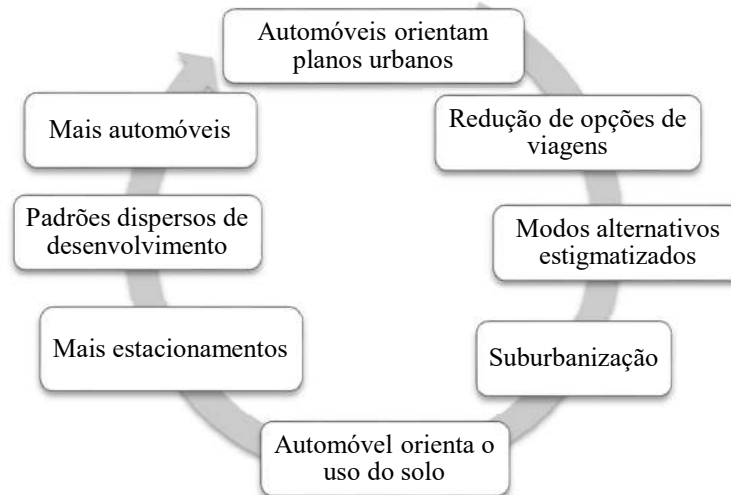 Automóveis orientam
planos urbanos
Redução de opções de
viagens
Modos alternativos
estigmatizados
Suburbanização
Automóvel orienta o
uso do solo
Mais estacionamentos
Padrões dispersos de
desenvolvimento
Mais automóveis